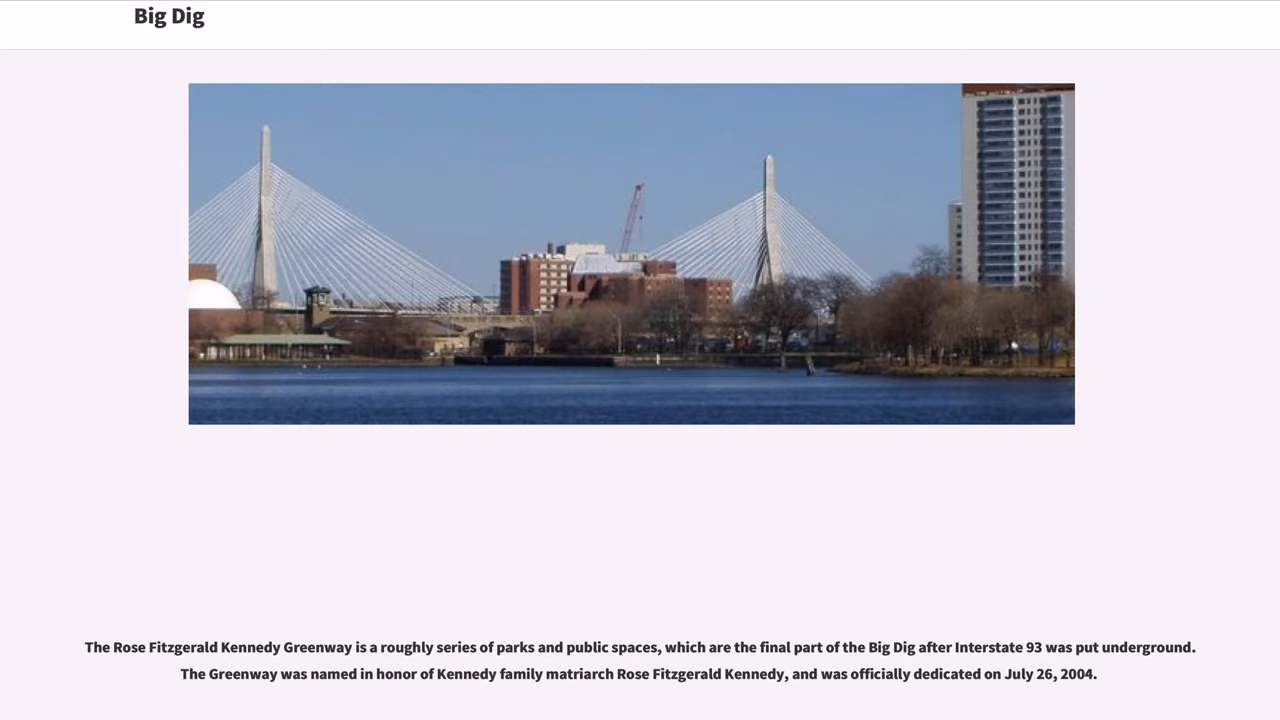 Big Dig
The Rose Fitzgerald Kennedy Greenway is a roughly series of parks and public spaces, which are the final part of the Big Dig after Interstate 93 was put underground.
The Greenway was named in honor of Kennedy family matriarch Rose Fitzgerald Kennedy, and was officially dedicated on July 26, 2004.